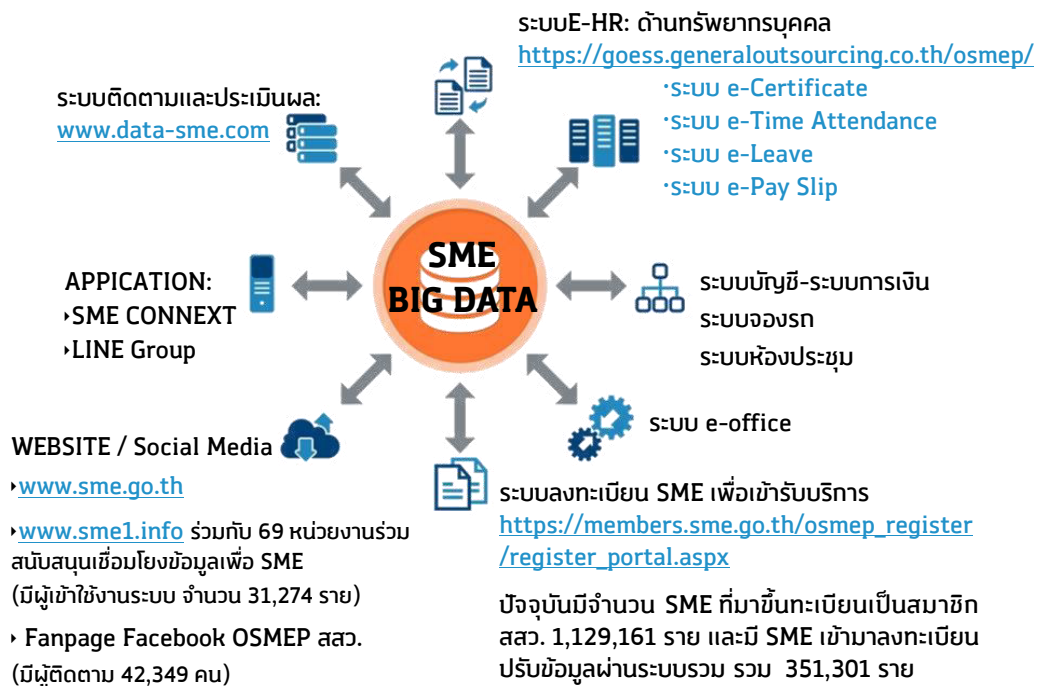 ระบบE-HR: ด้านทรัพยากรบุคคล
https://goess.generaloutsourcing.co.th/osmep/
·ระบบ e-Certificate
·ระบบ e-Time Attendance
·ระบบ e-Leave
·ระบบ e-Pay Slip
ระบบติดตามและประเมินผล:
www.data-sme.com
SME
BIG DATA
APPICATION:
‣SME CONNEXT
‣LINE Group
ระบบบัญชี-ระบบการเงิน
ระบบจองรถ
ระบบห้องประชุม
ระบบ e-office
WEBSITE / Social Media
‣www.sme.go.th
‣www.sme1.info ร่วมกับ 69 หน่วยงานร่วม
สนับสนุนเชื่อมโยงข้อมูลเพื่อ SME
(มีผู้เข้าใช้งานระบบ จำนวน 31,274 ราย)
‣ Fanpage Facebook OSMEP สสว.
(มีผู้ติดตาม 42,349 คน)
ระบบลงทะเบียน SME เพื่อเข้ารับบริการ
https://members.sme.go.th/osmep_register
/register_portal.aspx
ปัจจุบันมีจำนวน SME ที่มาขึ้นทะเบียนเป็นสมาชิก
สสว. 1,129,161 ราย และมี SME เข้ามาลงทะเบียน
ปรับข้อมูลผ่านระบบรวม รวม 351,301 ราย